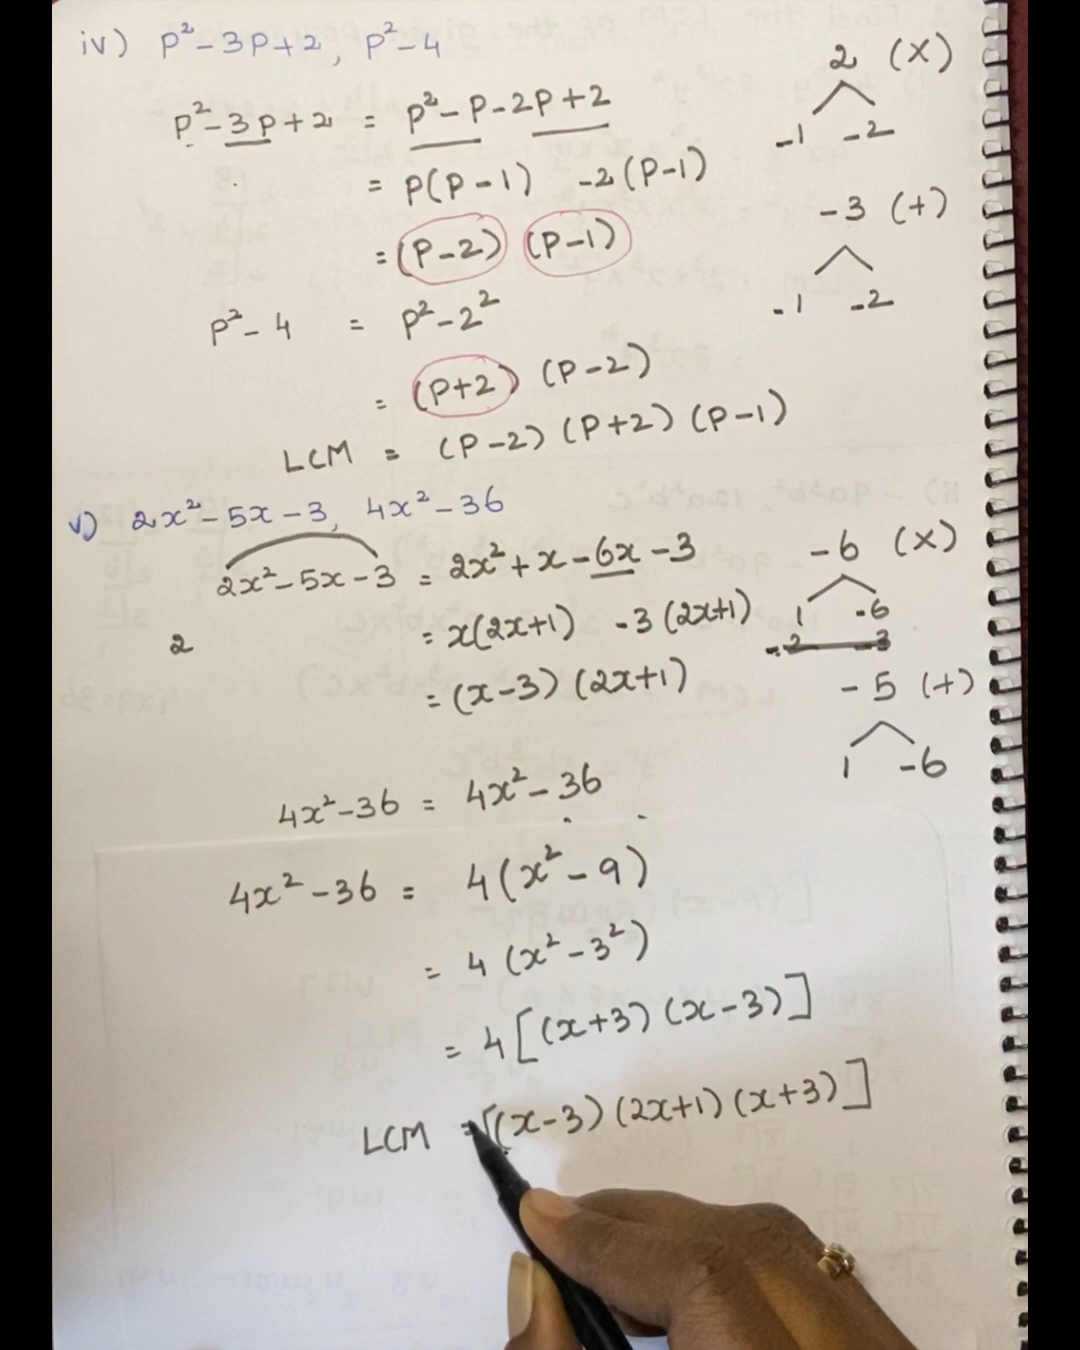 iv) p²-3p+2, p²-4
2 (x)
p²-3p+2 = p²-p-2p+2
-1 -2
= p(p-1) -2(p-1)
-3 (+)
= (p-2) (p-1)
-1 -2
p²-4 = p²-2²
= (p+2) (p-2)
LCM = (p-2) (p+2) (p-1)
v) 2x²-5x-3, 4x²-36
2x²-5x-3 = 2x²+x-6x-3
-6 (x)
1 -6
2 = x(2x+1) -3(2x+1)
-2 -3
= (x-3) (2x+1)
-5 (+)
1 -6
4x²-36 = 4x²-36
4x²-36 = 4(x²-9)
= 4(x²-3²)
= 4[(x+3) (x-3)]
LCM = [(x-3) (2x+1) (x+3)]